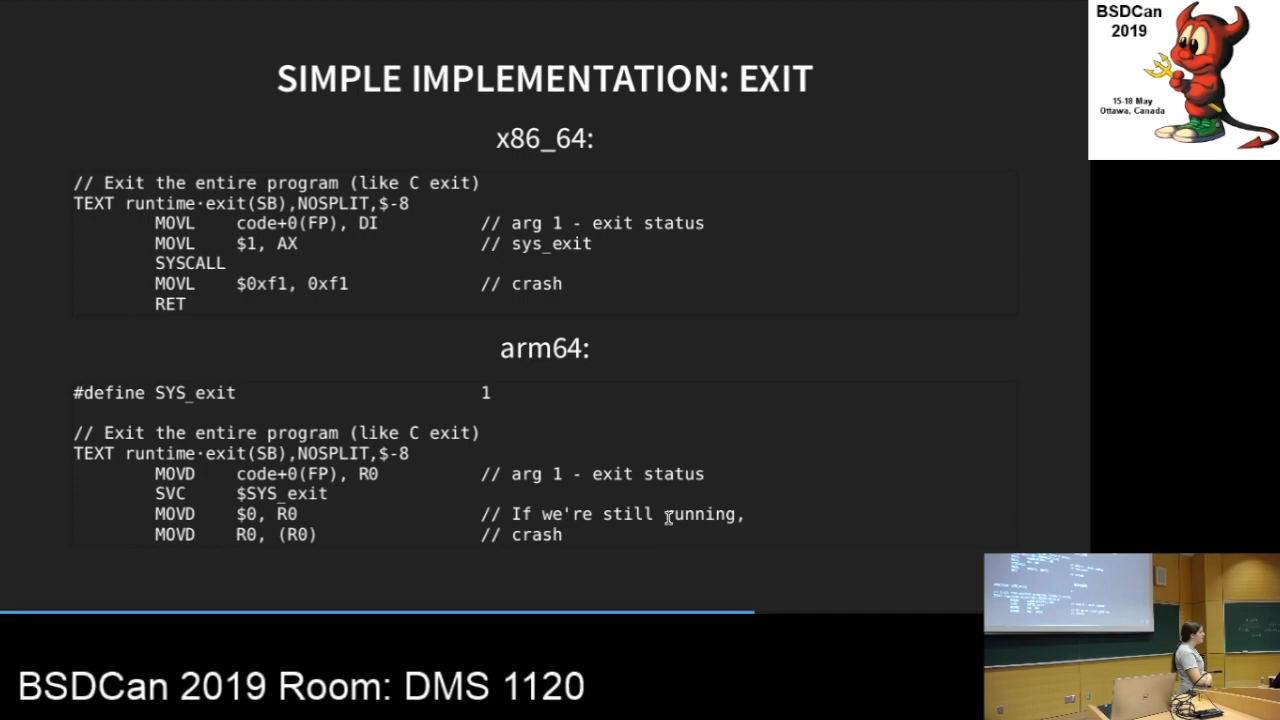 SIMPLE IMPLEMENTATION: EXIT
x86_64:
// Exit the entire program (like C exit)
TEXT runtime·exit(SB),NOSPLIT,$-8
MOVL code+0(FP), DI // arg 1 - exit status
MOVL $1, AX // sys_exit
SYSCALL
MOVL $0xf1, 0xf1 // crash
RET
arm64:
#define SYS_exit 1
// Exit the entire program (like C exit)
TEXT runtime·exit(SB),NOSPLIT,$-8
MOVD code+0(FP), R0 // arg 1 - exit status
SVC $SYS_exit
MOVD $0, R0 // If we're still running,
MOVD R0, (R0) // crash
BSDCan
2019
15-18 May
Ottawa, Canada
BSDCan 2019 Room: DMS 1120